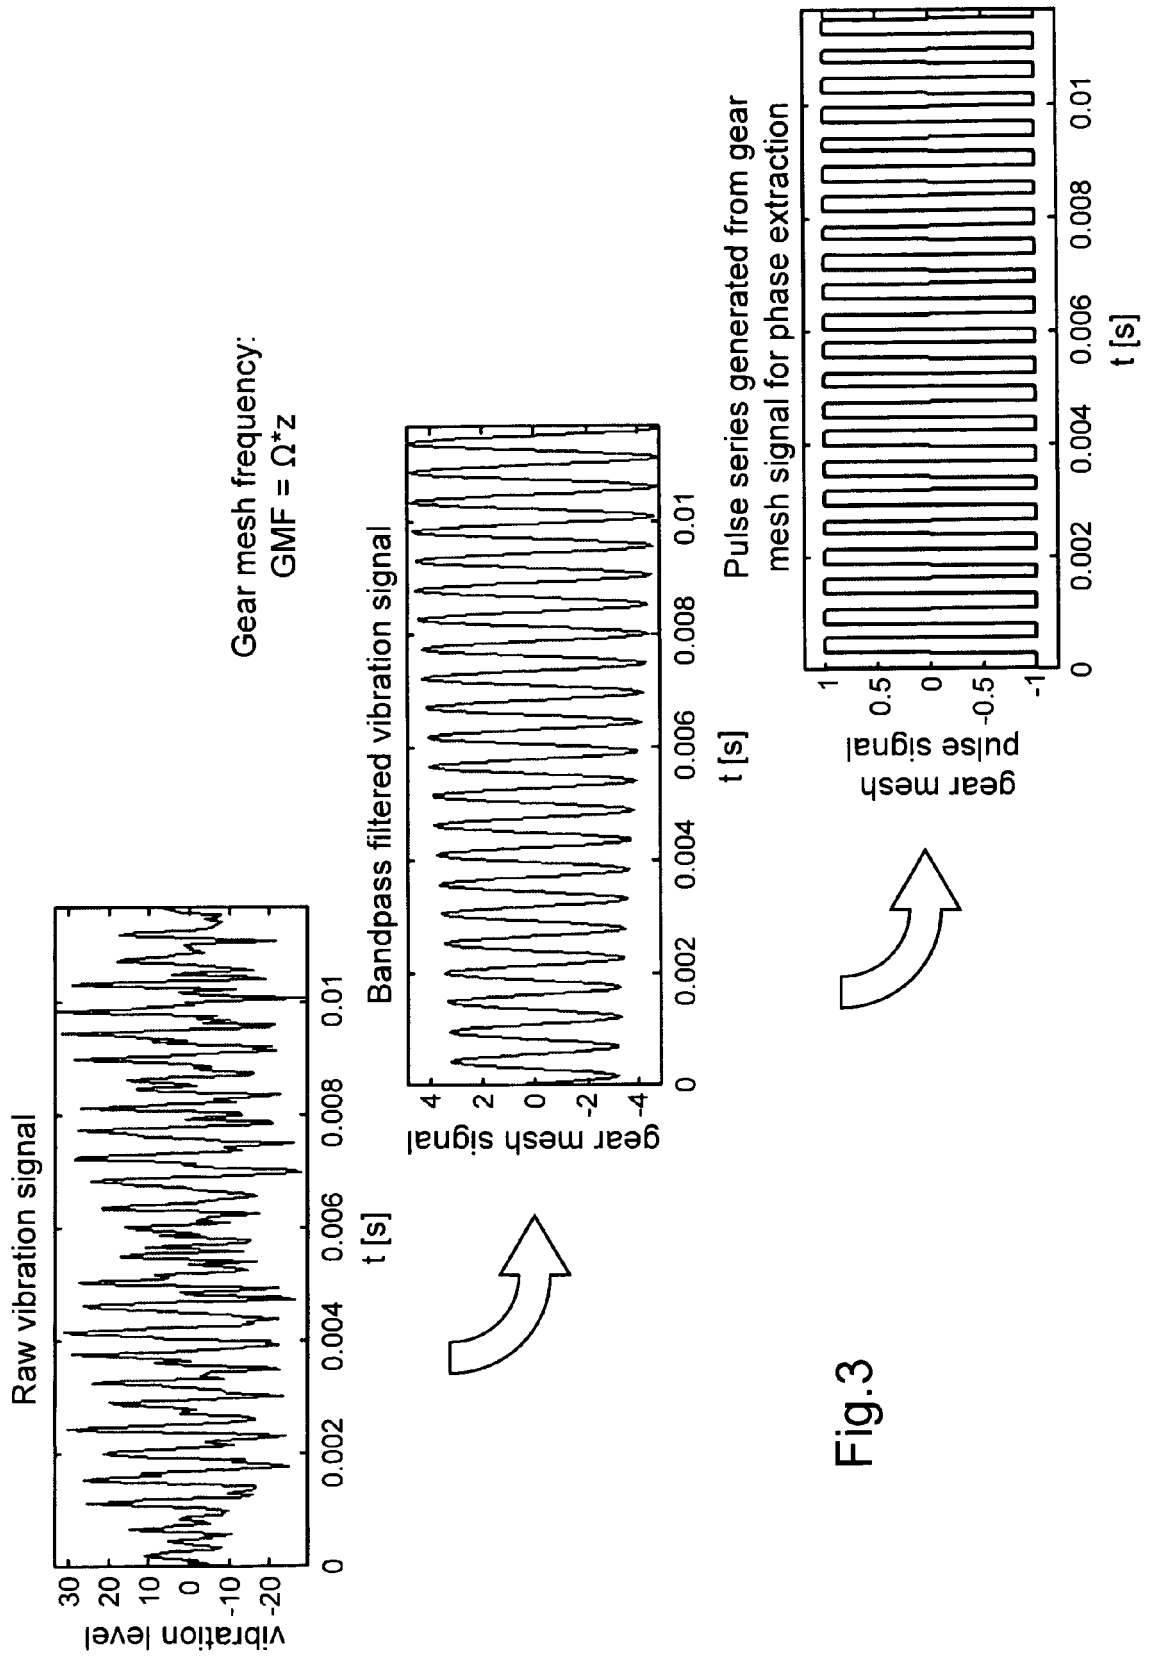 Raw vibration signal
vibration level
30
20
10
0
-10
-20
0
0.002
0.004
0.006
0.008
0.01
t [s]
Gear mesh frequency:
GMF = Ω*z
Bandpass filtered vibration signal
gear mesh signal
4
2
0
-2
-4
0
0.002
0.004
0.006
0.008
0.01
t [s]
Pulse series generated from gear
mesh signal for phase extraction
gear mesh
pulse signal
1
0.5
0
-0.5
-1
0
0.002
0.004
0.006
0.008
0.01
t [s]
Fig.3